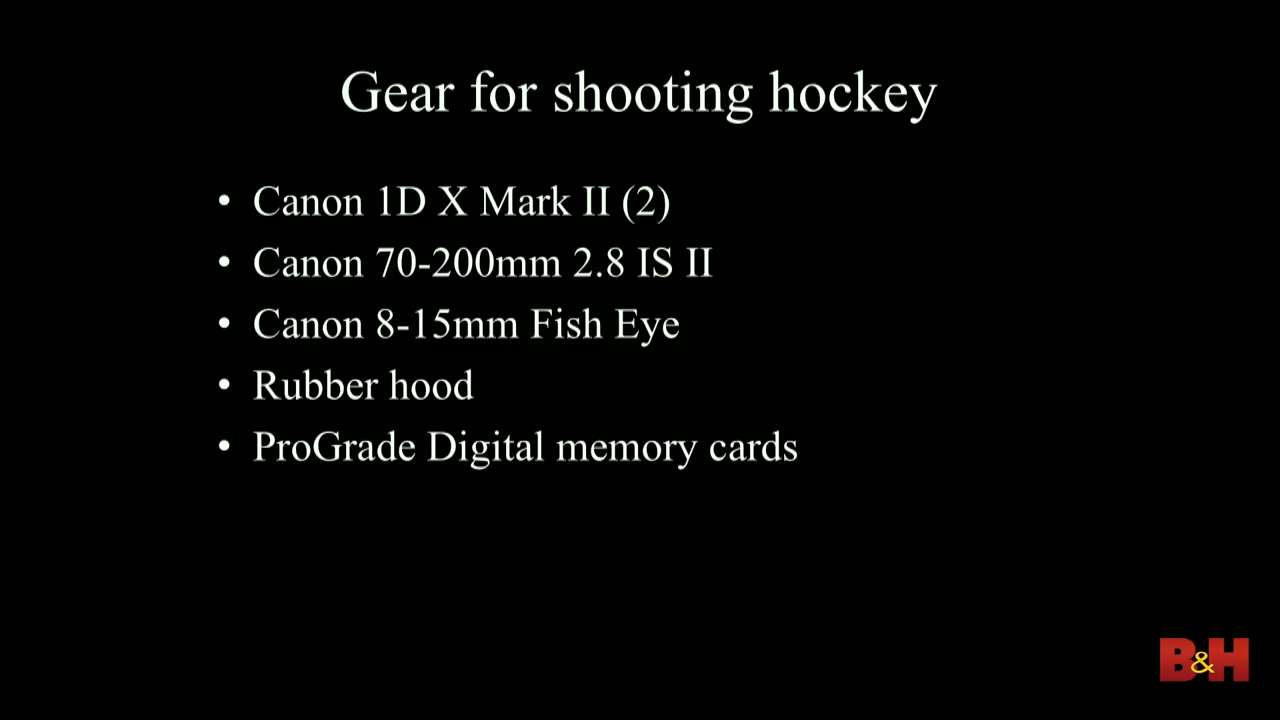 Gear for shooting hockey
• Canon 1D X Mark II (2)
• Canon 70-200mm 2.8 IS II
• Canon 8-15mm Fish Eye
• Rubber hood
• ProGrade Digital memory cards
B&H